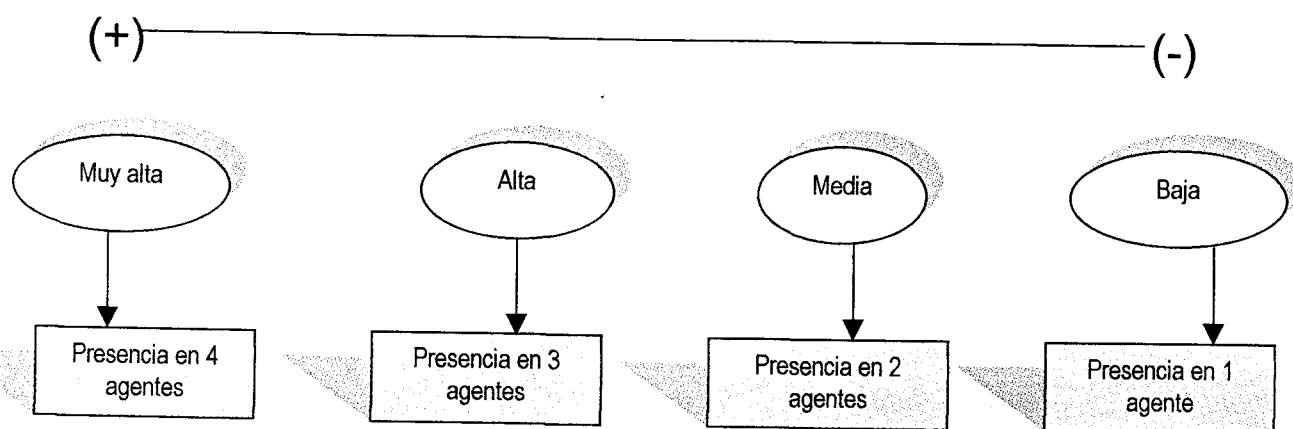 (+) (-)
Muy alta
Alta
Media
Baja
Presencia en 4
agentes
Presencia en 3
agentes
Presencia en 2
agentes
Presencia en 1
agente